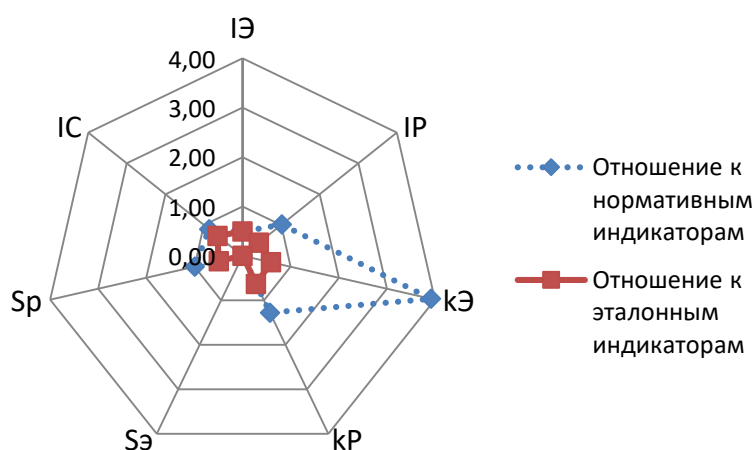 IЭ
4,00
3,00
2,00
1,00
0,00
IP
kЭ
kP
Sэ
Sp
IC
Отношение к
нормативным
индикаторам
Отношение к
эталонным
индикаторам